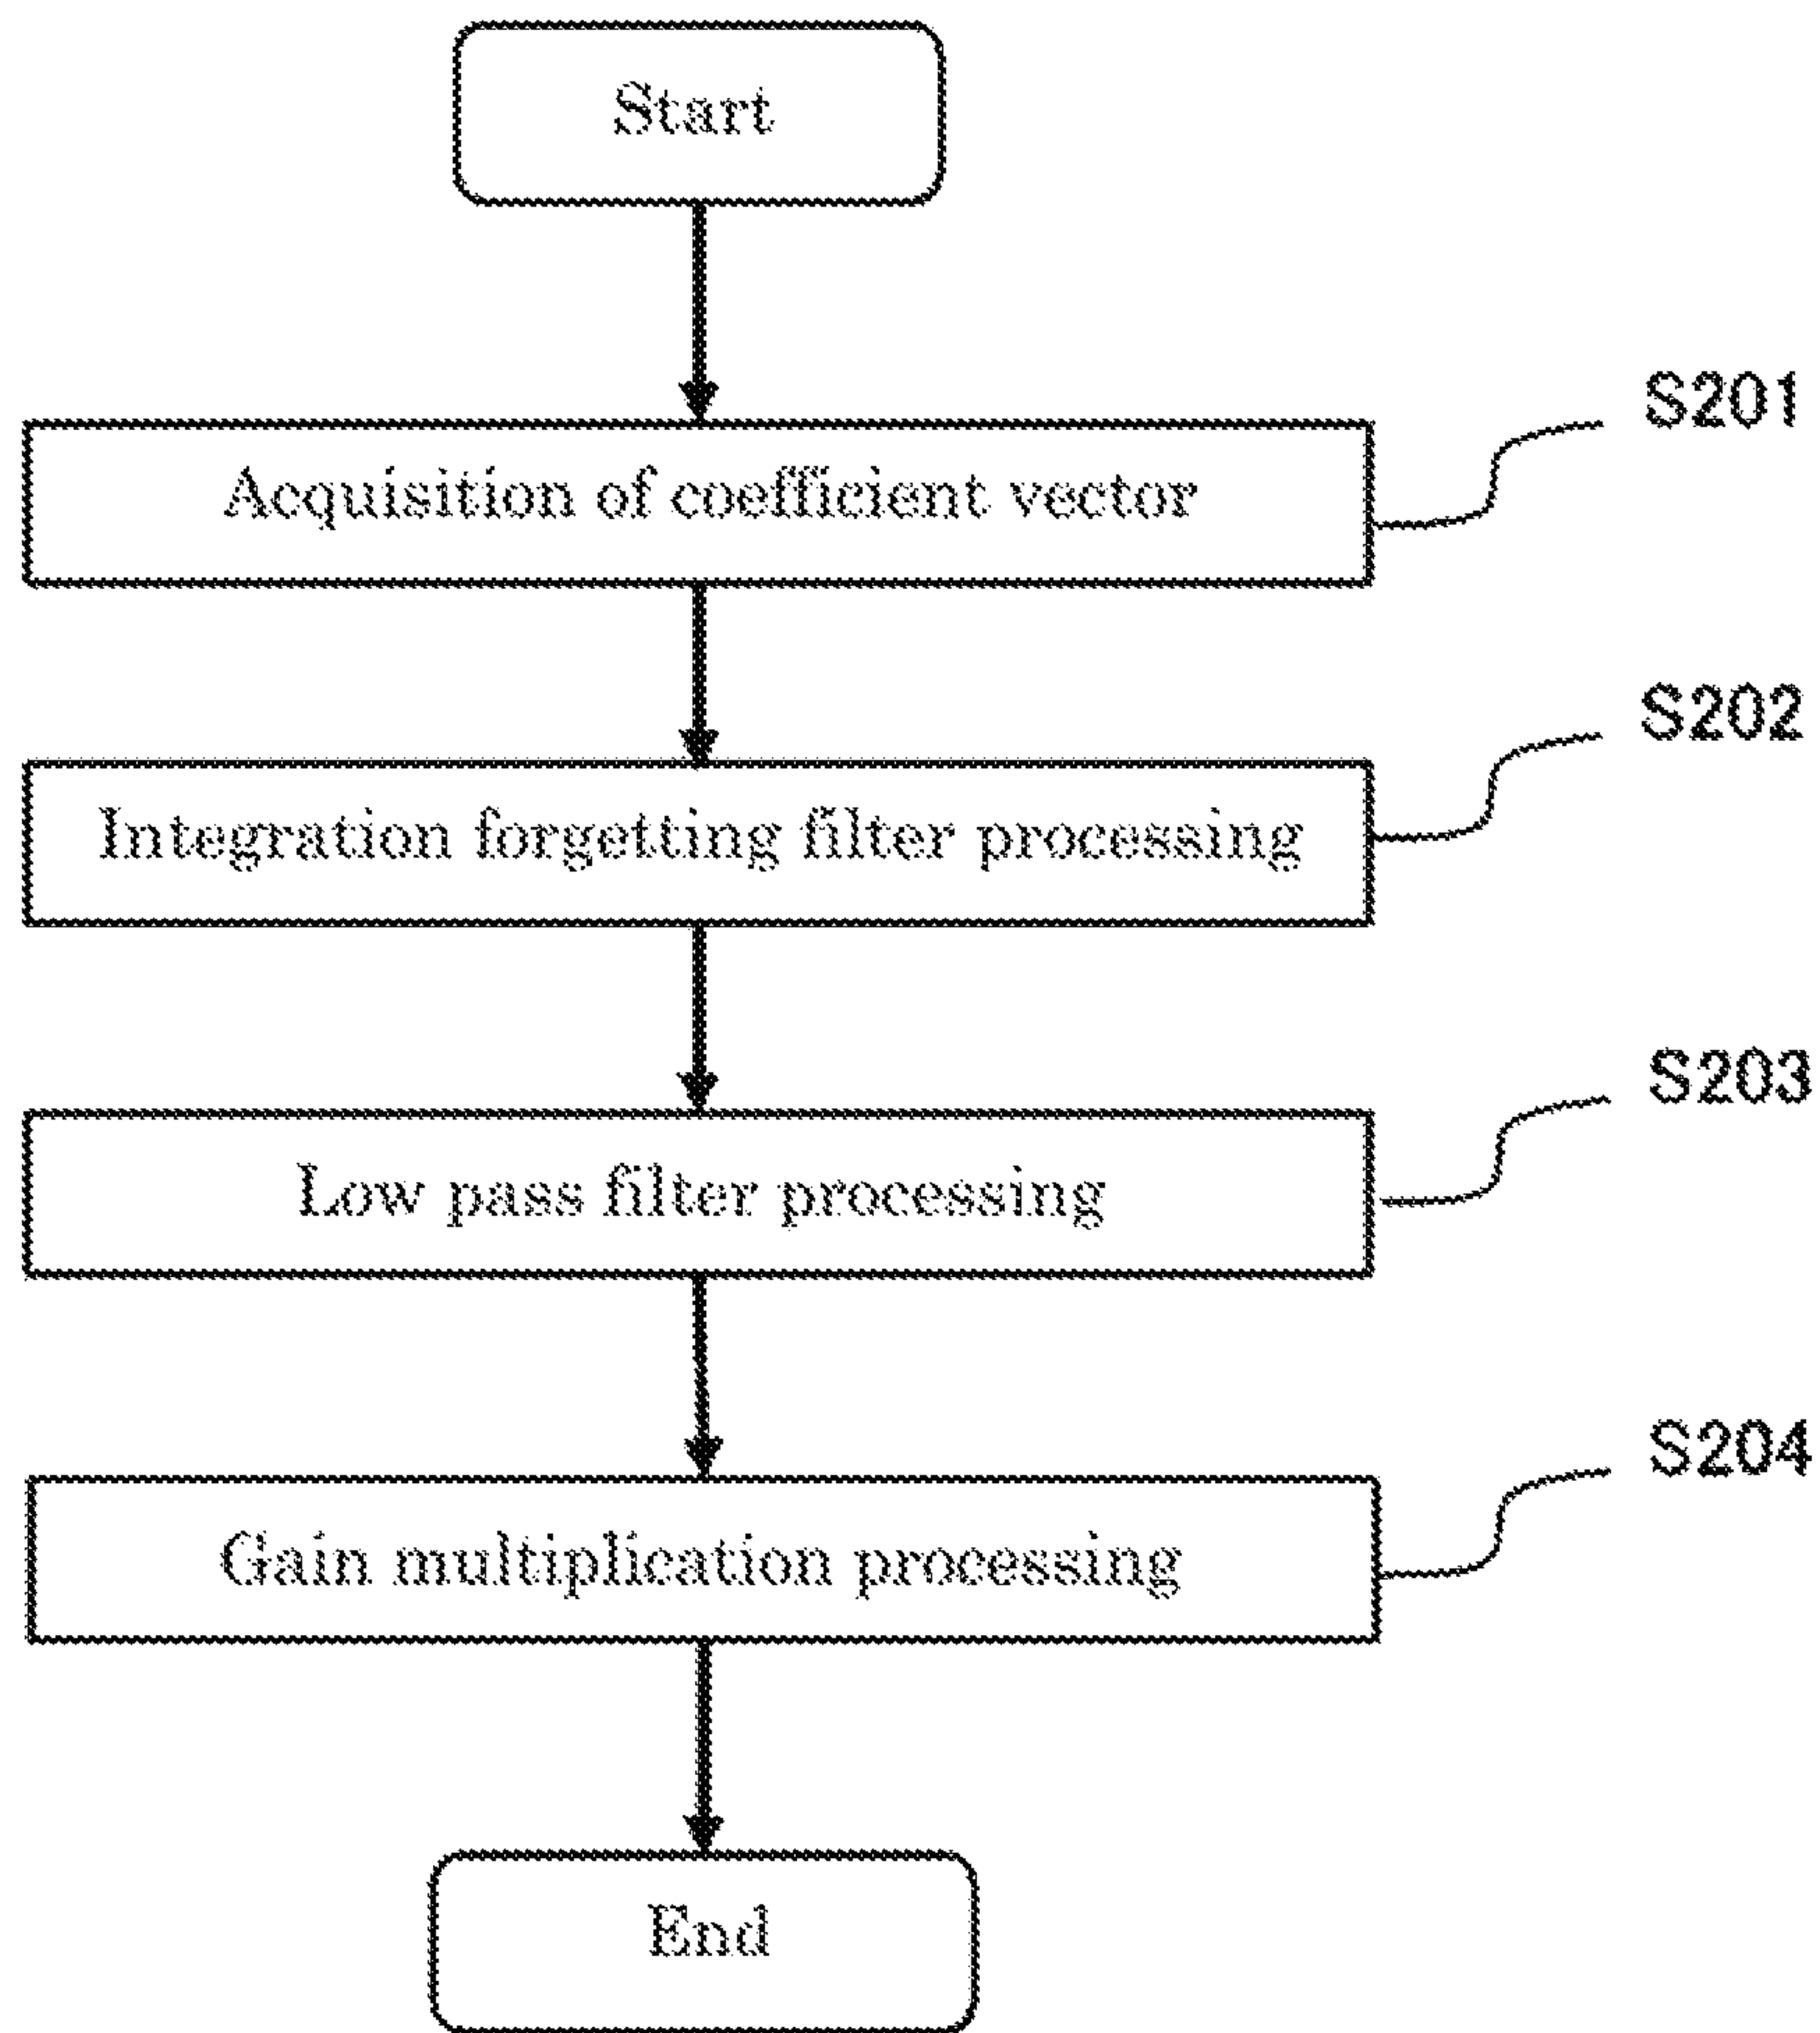 Start
S201
Acquisition of coefficient vector
S202
Integration forgetting filter processing
S203
Low pass filter processing
S204
Gain multiplication processing
End